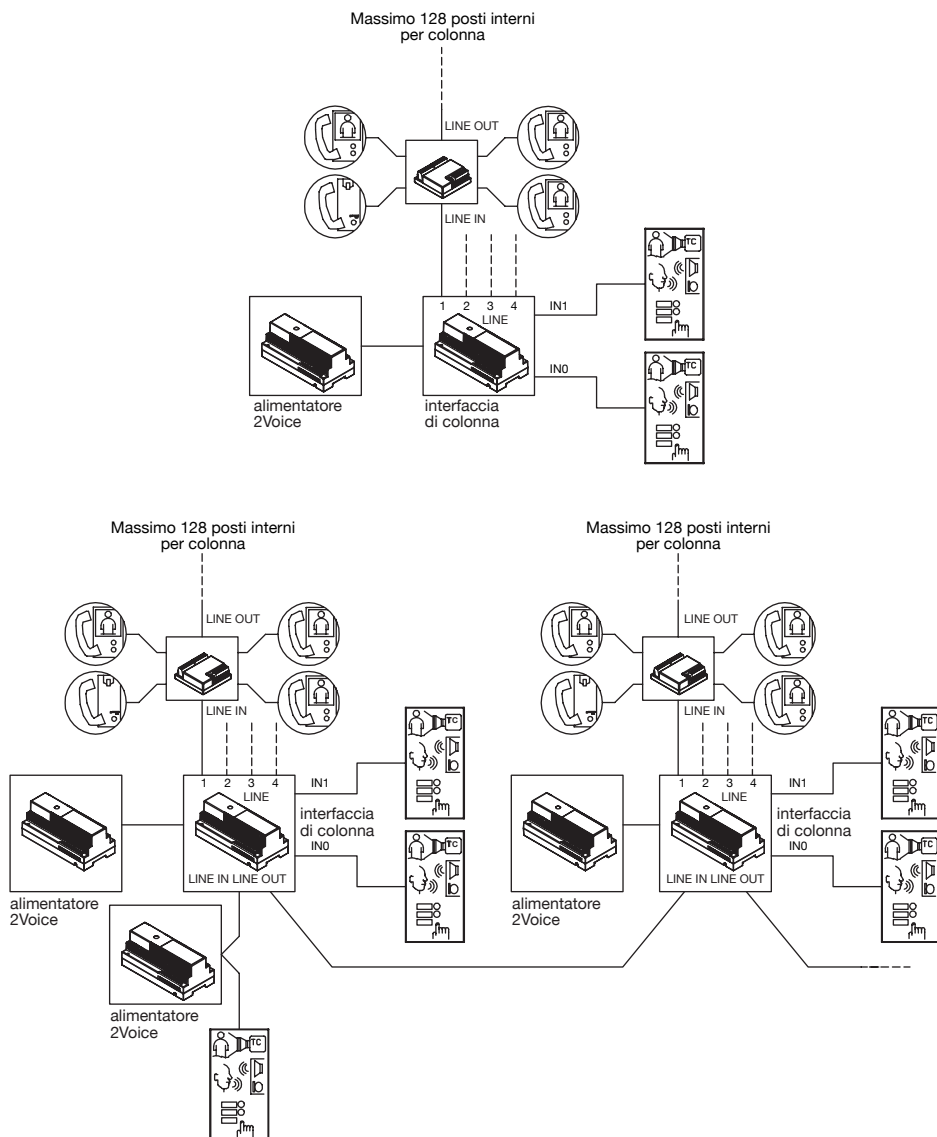 Massimo 128 posti interni
per colonna
LINE OUT
LINE IN
TC
1 2 3 4
LINE
IN1
IN0
TC
alimentatore
2Voice
interfaccia
di colonna
Massimo 128 posti interni
per colonna
LINE OUT
LINE IN
TC
1 2 3 4
LINE
IN1
interfaccia
di colonna
IN0
TC
LINE IN LINE OUT
alimentatore
2Voice
alimentatore
2Voice
TC
Massimo 128 posti interni
per colonna
LINE OUT
LINE IN
TC
1 2 3 4
LINE
IN1
interfaccia
di colonna
IN0
TC
LINE IN LINE OUT
alimentatore
2Voice